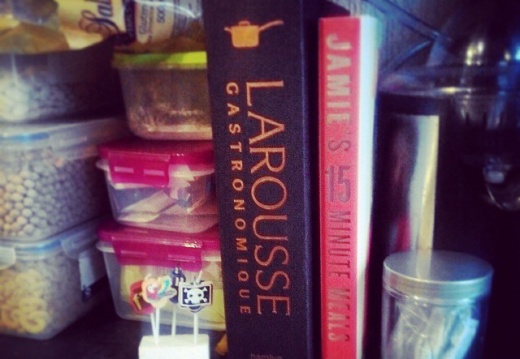 LAROUSSE
GASTRONOMIQUE
JAMIE'S 15 MINUTE MEALS